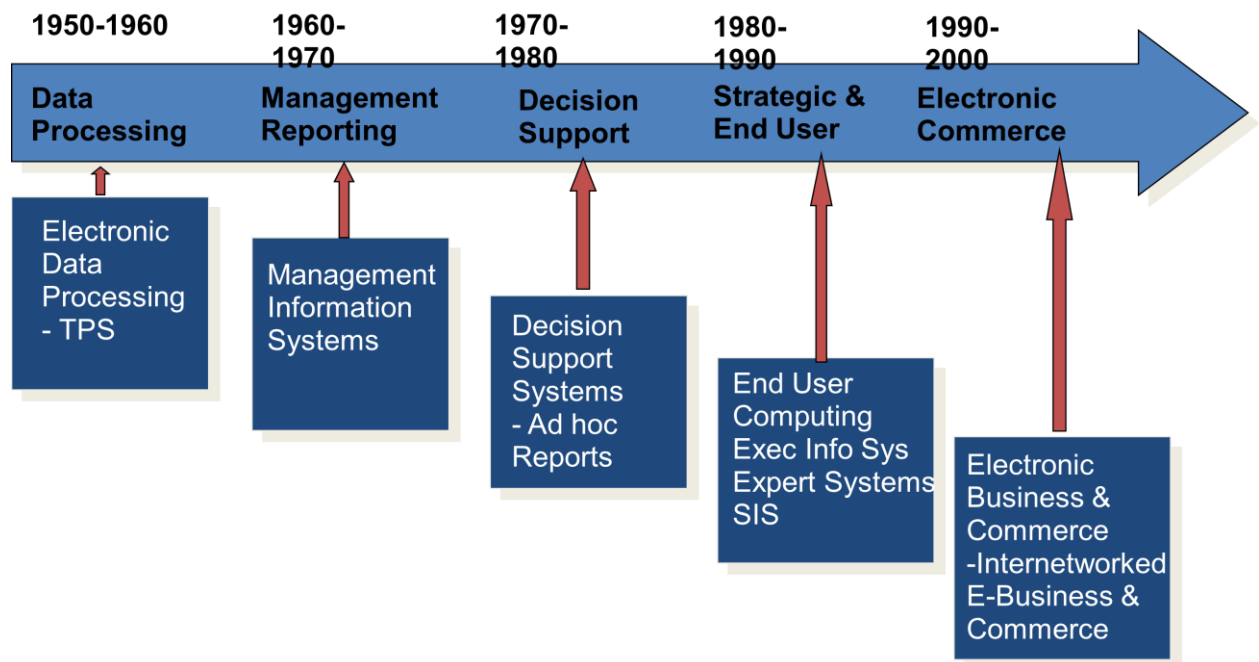 1950-1960
Data
Processing
1960-
1970
Management
Reporting
1970-
1980
Decision
Support
1980-
1990
Strategic &
End User
1990-
2000
Electronic
Commerce
Electronic
Data
Processing
- TPS
Management
Information
Systems
Decision
Support
Systems
- Ad hoc
Reports
End User
Computing
Exec Info Sys
Expert Systems
SIS
Electronic
Business &
Commerce
-Internetworked
E-Business &
Commerce